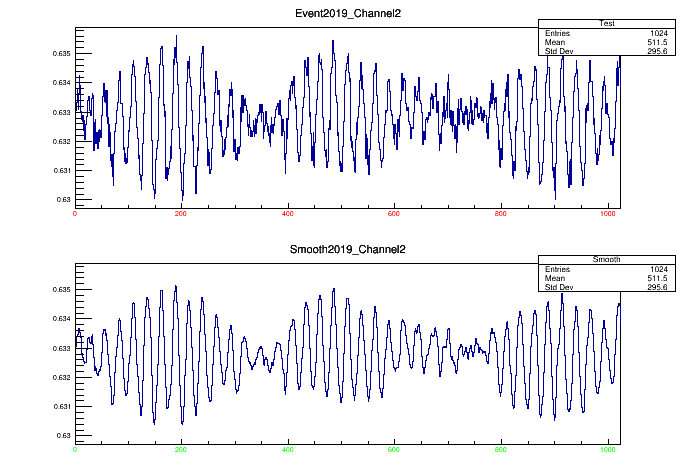 Event2019_Channel2
Test
Entries 1024
Mean 511.5
Std Dev 295.6
0.635
0.634
0.633
0.632
0.631
0.63
0 200 400 600 800 1000
Smooth2019_Channel2
Smooth
Entries 1024
Mean 511.5
Std Dev 295.6
0.635
0.634
0.633
0.632
0.631
0.63
0 200 400 600 800 1000